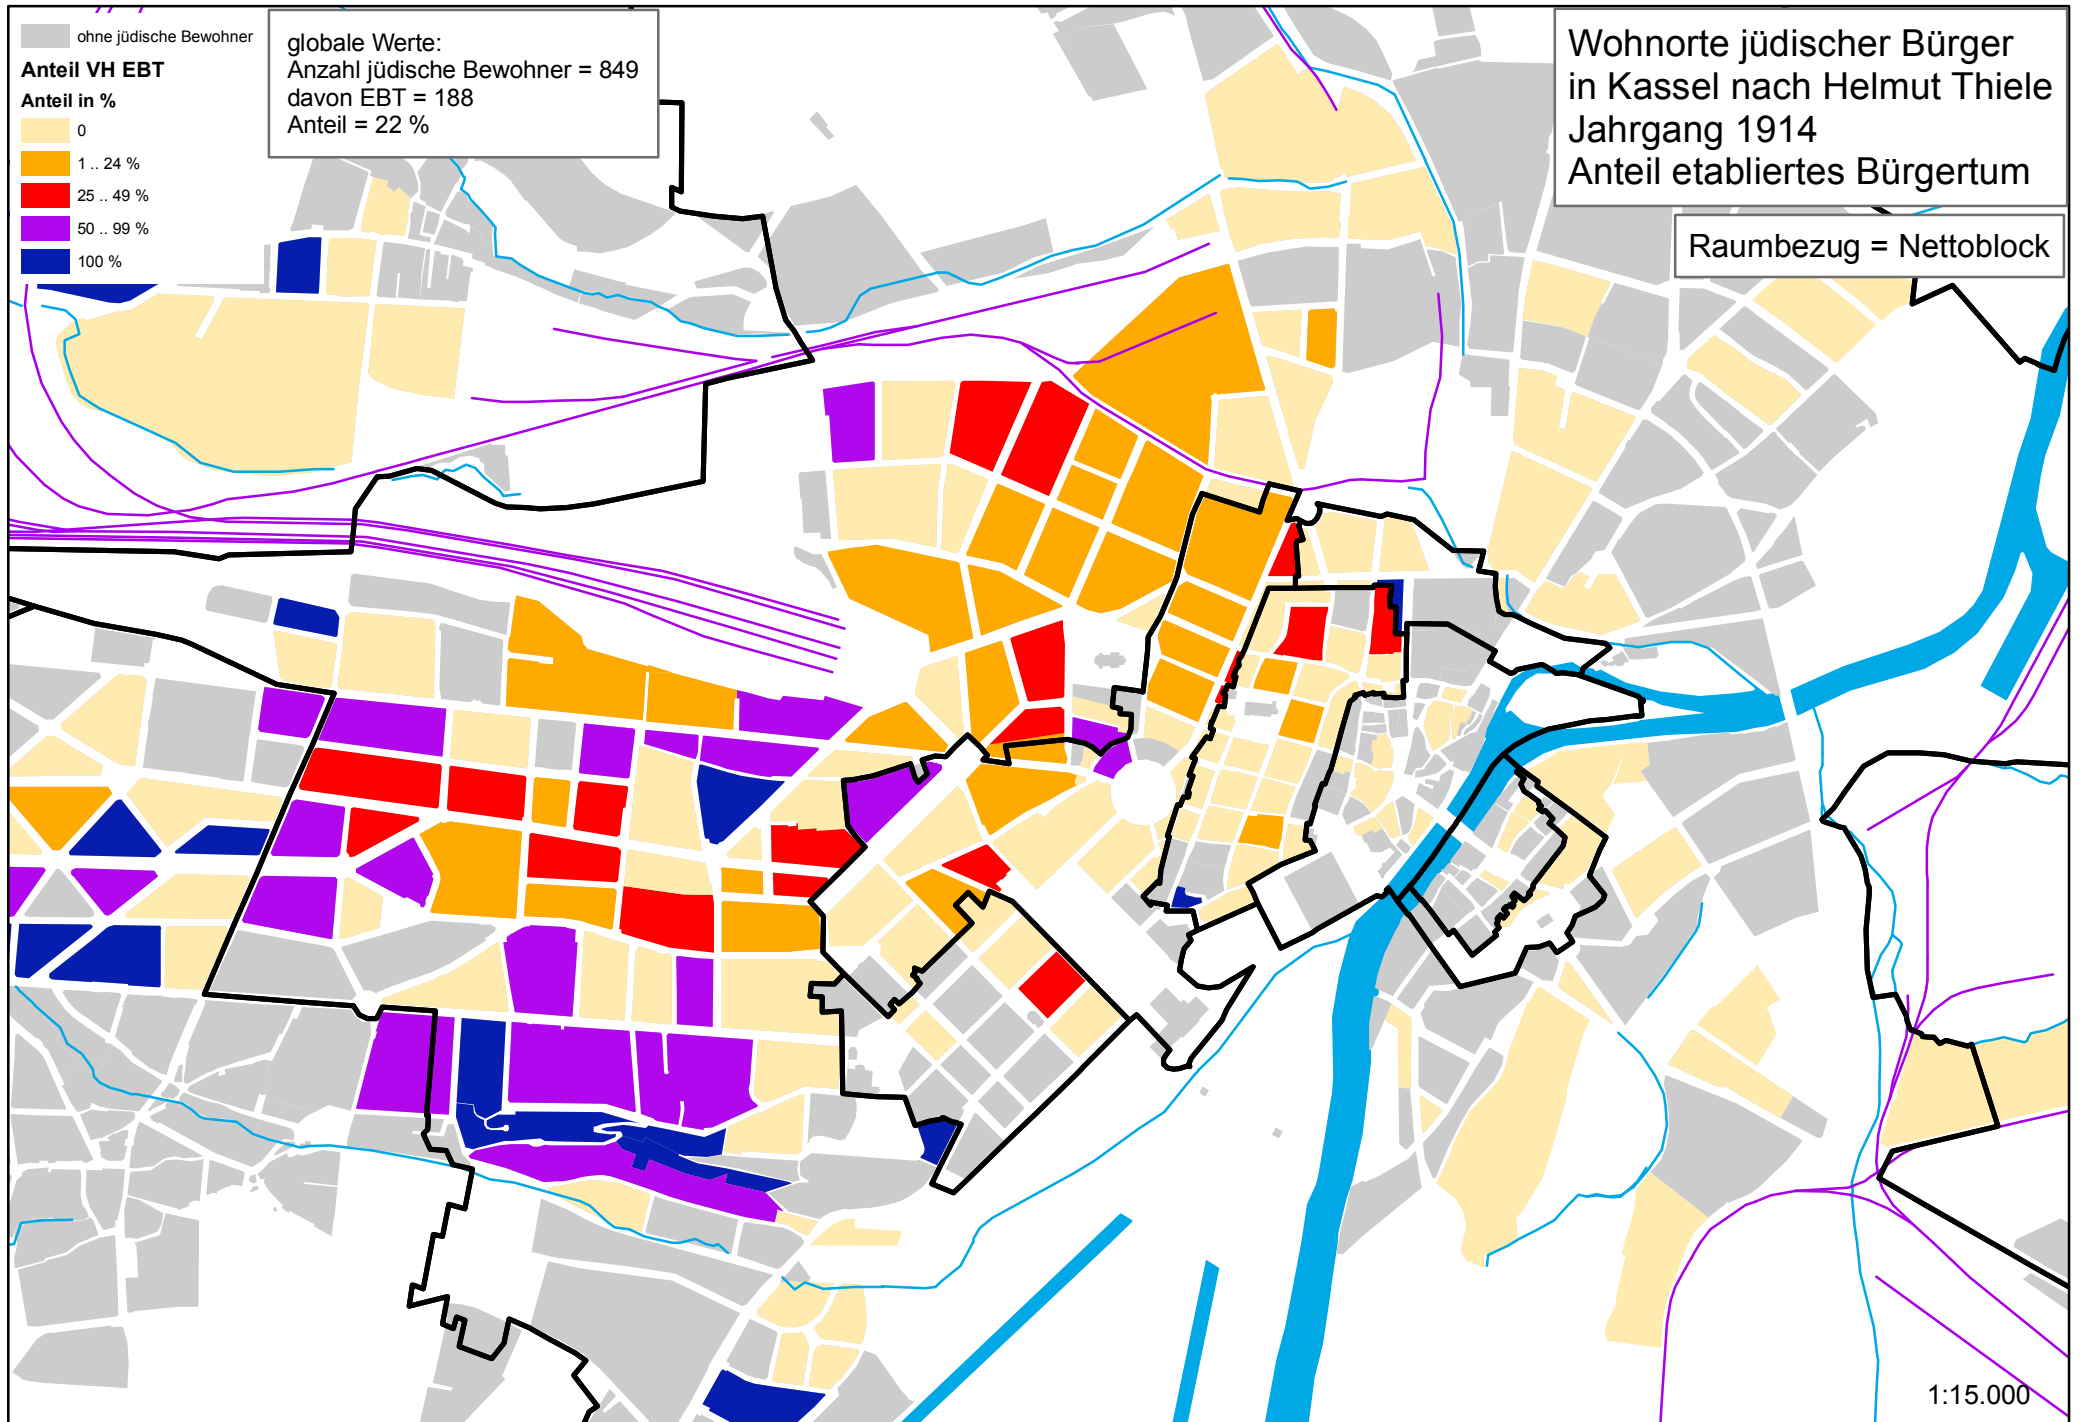 ohne jüdische Bewohner
Anteil VH EBT
Anteil in %
0
1 .. 24 %
25 .. 49 %
50 .. 99 %
100 %
globale Werte:
Anzahl jüdische Bewohner = 849
davon EBT = 188
Anteil = 22 %
Wohnorte jüdischer Bürger
in Kassel nach Helmut Thiele
Jahrgang 1914
Anteil etabliertes Bürgertum
Raumbezug = Nettoblock
1:15.000